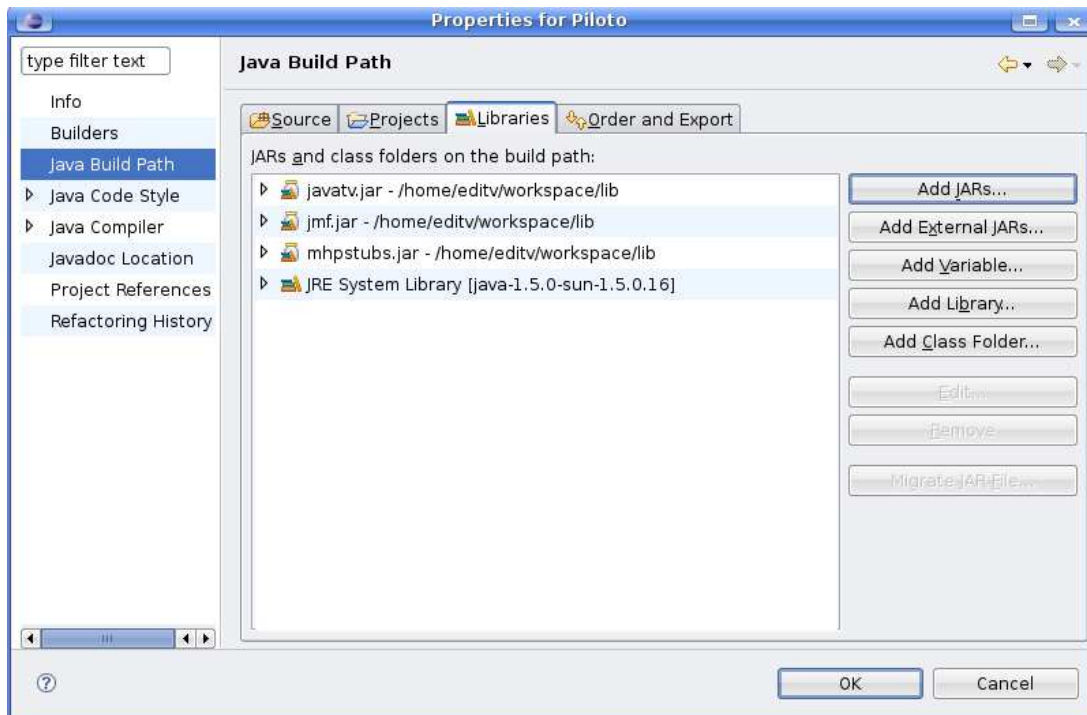 Properties for Piloto
type filter text
Info
Builders
Java Build Path
Java Code Style
Java Compiler
Javadoc Location
Project References
Refactoring History
Java Build Path
Source Projects Libraries Order and Export
JARs and class folders on the build path:
javatv.jar - /home/editv/workspace/lib
jmf.jar - /home/editv/workspace/lib
mhpstubs.jar - /home/editv/workspace/lib
JRE System Library [java-1.5.0-sun-1.5.0.16]
Add JARs...
Add External JARs...
Add Variable...
Add Library...
Add Class Folder...
Edit...
Remove
Migrate JAR File...
OK Cancel